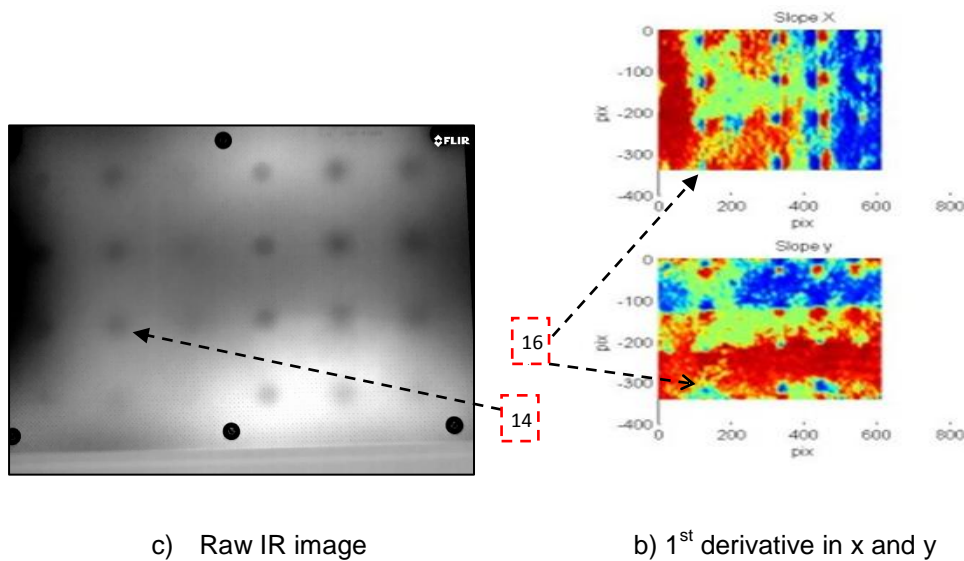 Slope X
0
-100
-200
-300
-400
pix
0 200 400 600 800
pix
FLIR
Slope y
0
-100
-200
-300
-400
pix
0 200 400 600 800
pix
16
14
c) Raw IR image
b) 1st derivative in x and y